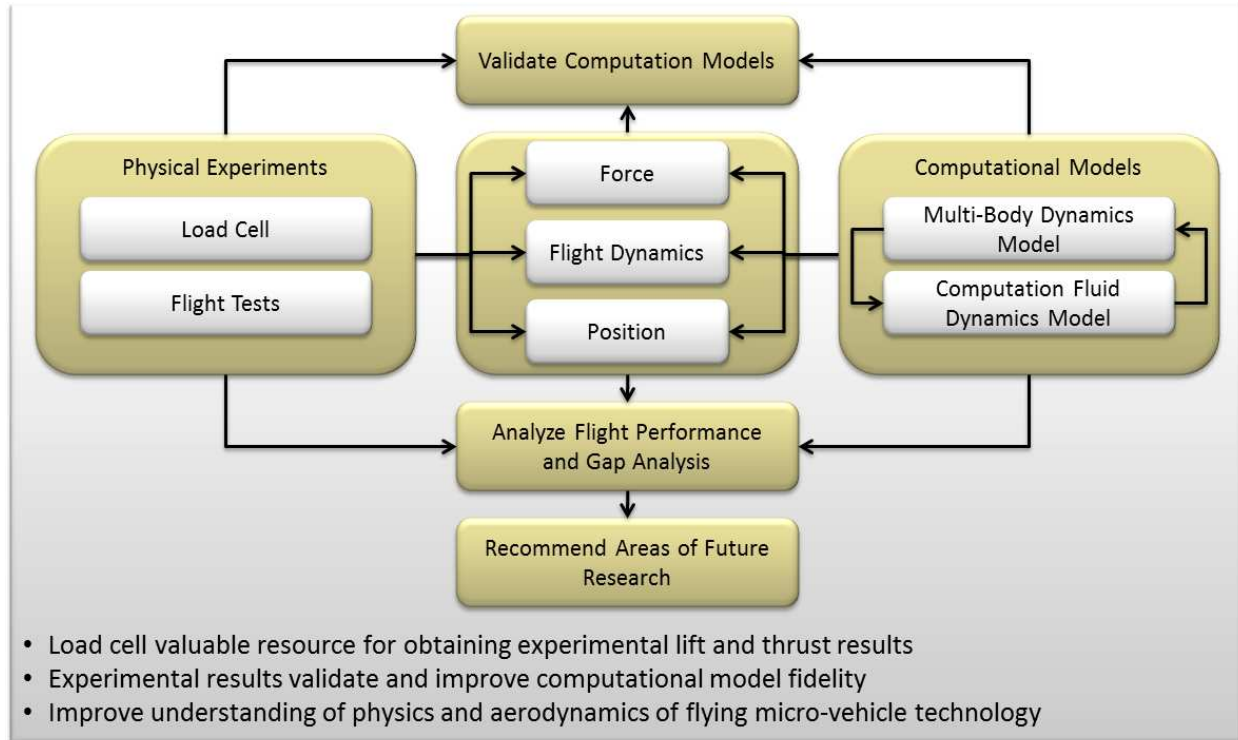 Validate Computation Models
Physical Experiments
Load Cell
Flight Tests
Force
Flight Dynamics
Position
Computational Models
Multi-Body Dynamics
Model
Computation Fluid
Dynamics Model
Analyze Flight Performance
and Gap Analysis
Recommend Areas of Future
Research
• Load cell valuable resource for obtaining experimental lift and thrust results
• Experimental results validate and improve computational model fidelity
• Improve understanding of physics and aerodynamics of flying micro-vehicle technology